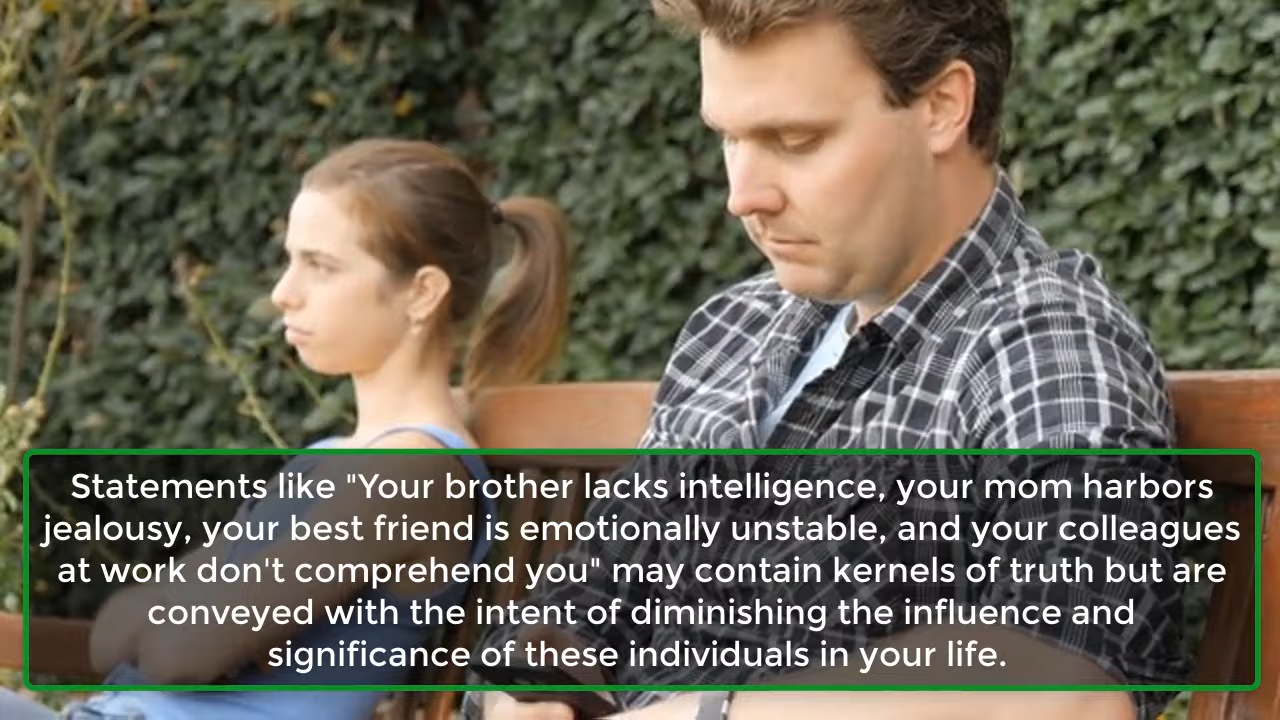 Statements like "Your brother lacks intelligence, your mom harbors
jealousy, your best friend is emotionally unstable, and your colleagues
at work don't comprehend you" may contain kernels of truth but are
conveyed with the intent of diminishing the influence and
significance of these individuals in your life.